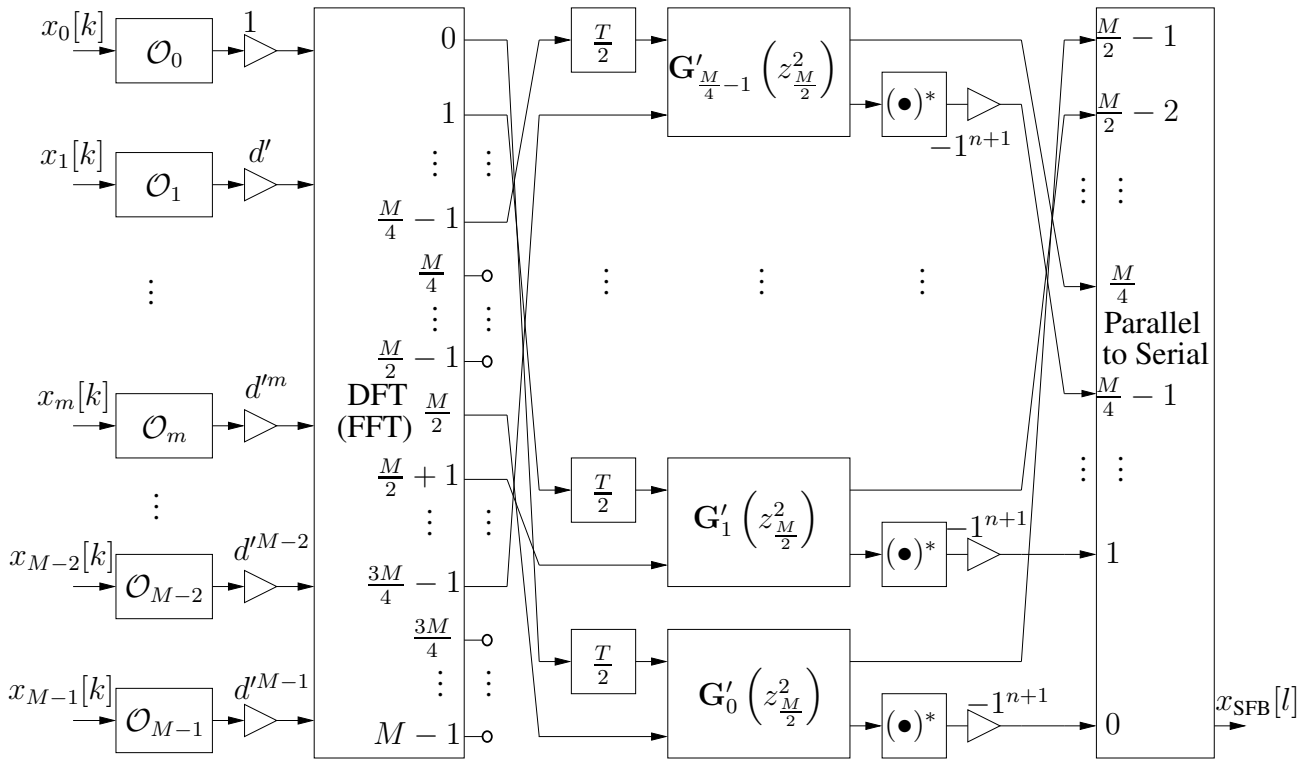 x_0[k]
𝒪_0
1
x_1[k]
𝒪_1
d′
⋮
x_m[k]
𝒪_m
d′^m
⋮
x_{M−2}[k]
𝒪_{M−2}
d′^{M−2}
x_{M−1}[k]
𝒪_{M−1}
d′^{M−1}
DFT
(FFT)
0
1
⋮ ⋮
M/4 − 1
M/4
⋮ ⋮
M/2 − 1
M/2
M/2 + 1
⋮ ⋮
3M/4 − 1
3M/4
⋮ ⋮
M − 1
T/2
G′_{M/4−1} (z²_{M/2})
(•)*
−1^{n+1}
⋮ ⋮ ⋮
T/2
G′_1 (z²_{M/2})
(•)*
−1^{n+1}
T/2
G′_0 (z²_{M/2})
(•)*
−1^{n+1}
M/2 − 1
M/2 − 2
⋮ ⋮
M/4
Parallel
to Serial
M/4 − 1
⋮ ⋮
1
0
x_SFB[l]